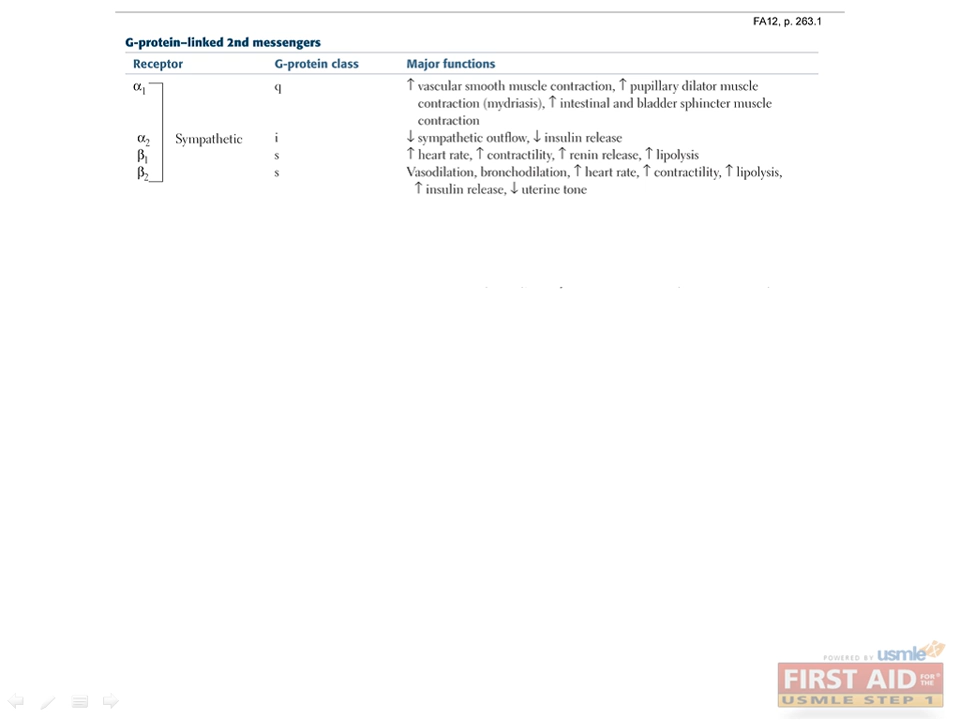 FA12, p. 263.1
G-protein–linked 2nd messengers
Receptor G-protein class Major functions
α1 q ↑ vascular smooth muscle contraction, ↑ pupillary dilator muscle
contraction (mydriasis), ↑ intestinal and bladder sphincter muscle
contraction
α2 Sympathetic i ↓ sympathetic outflow, ↓ insulin release
β1 s ↑ heart rate, ↑ contractility, ↑ renin release, ↑ lipolysis
β2 s Vasodilation, bronchodilation, ↑ heart rate, ↑ contractility, ↑ lipolysis,
↑ insulin release, ↓ uterine tone
POWERED BY usmle
FIRST AID FOR THE®
USMLE STEP 1